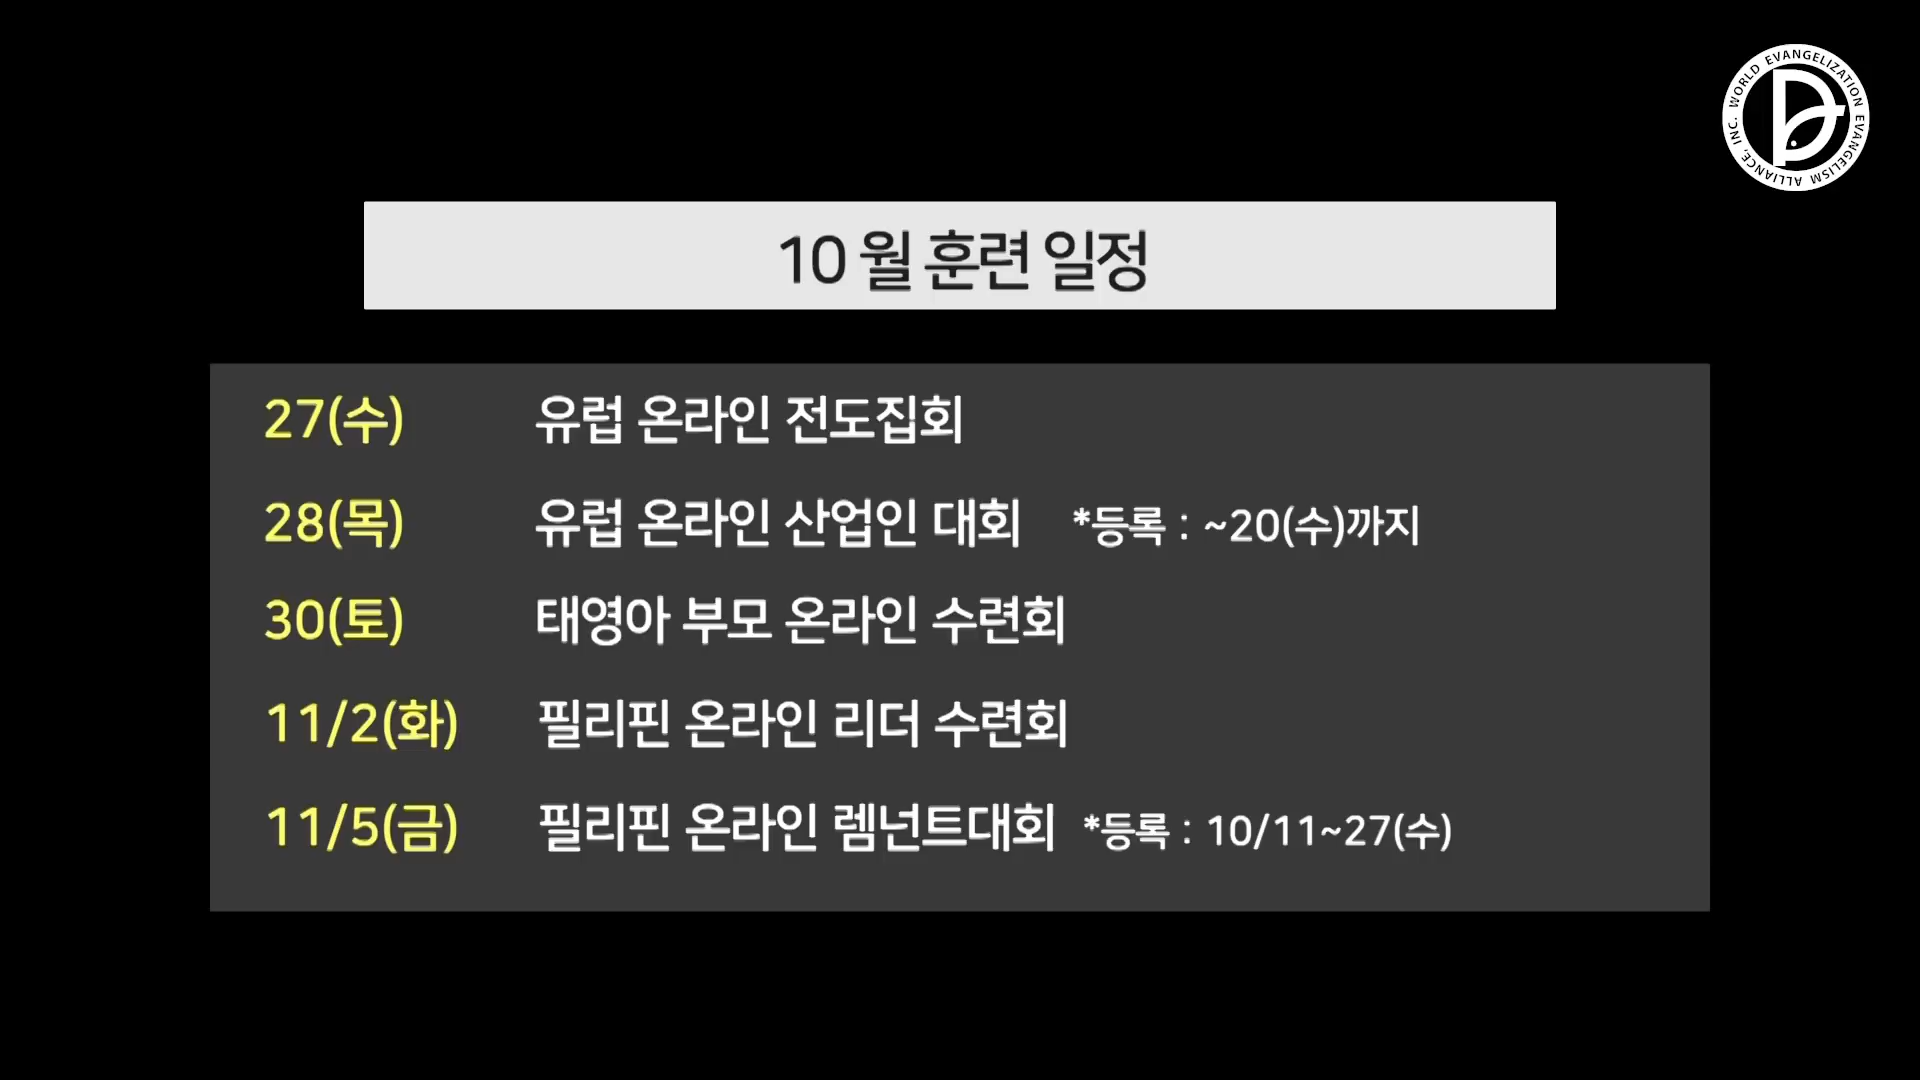 WORLD EVANGELIZATION EVANGELISM ALLIANCE, INC.
10월 훈련 일정
27(수) 유럽 온라인 전도집회
28(목) 유럽 온라인 산업인 대회 *등록 : ~20(수)까지
30(토) 태영아 부모 온라인 수련회
11/2(화) 필리핀 온라인 리더 수련회
11/5(금) 필리핀 온라인 렘넌트대회 *등록 : 10/11~27(수)